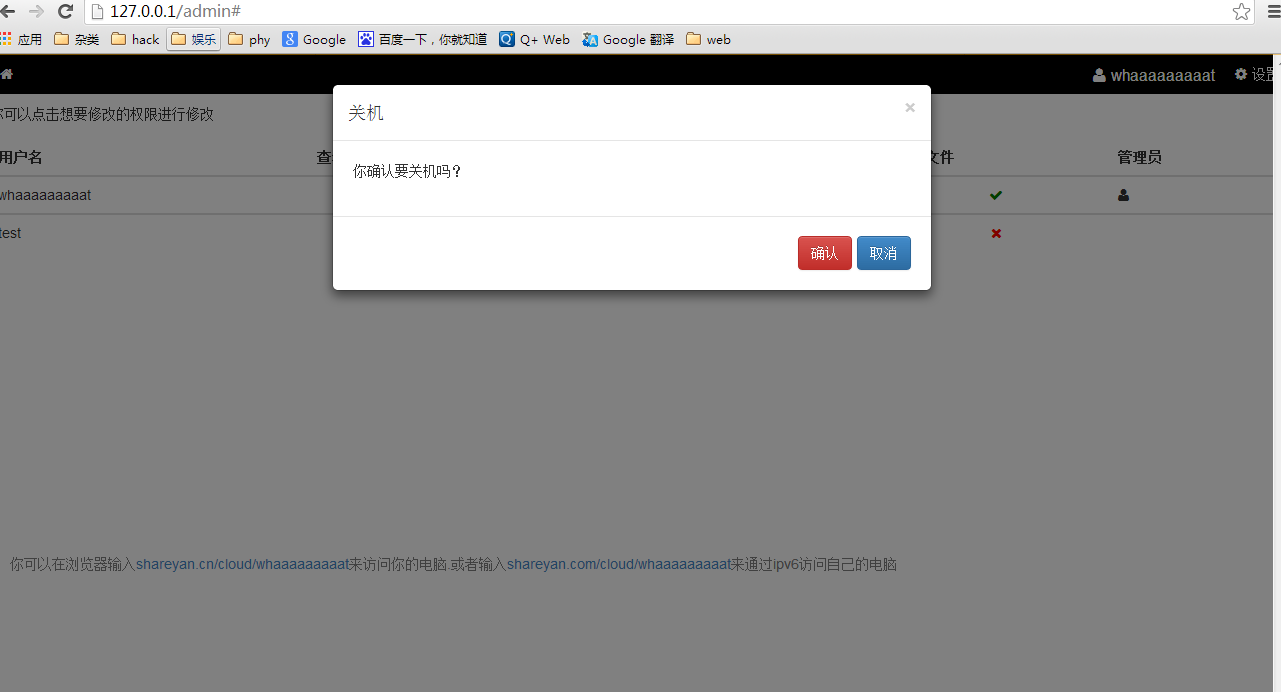 127.0.0.1/admin#
应用 杂类 hack 娱乐 phy Google 百度一下，你就知道 Q+ Web Google 翻译 web
whaaaaaaaaat 设置
你可以点击想要修改的权限进行修改
关机 ×
用户名 查 文件 管理员
你确认要关机吗？
whaaaaaaaaat
test
确认 取消
你可以在浏览器输入shareyan.cn/cloud/whaaaaaaaaat来访问你的电脑.或者输入shareyan.com/cloud/whaaaaaaaaat来通过ipv6访问自己的电脑